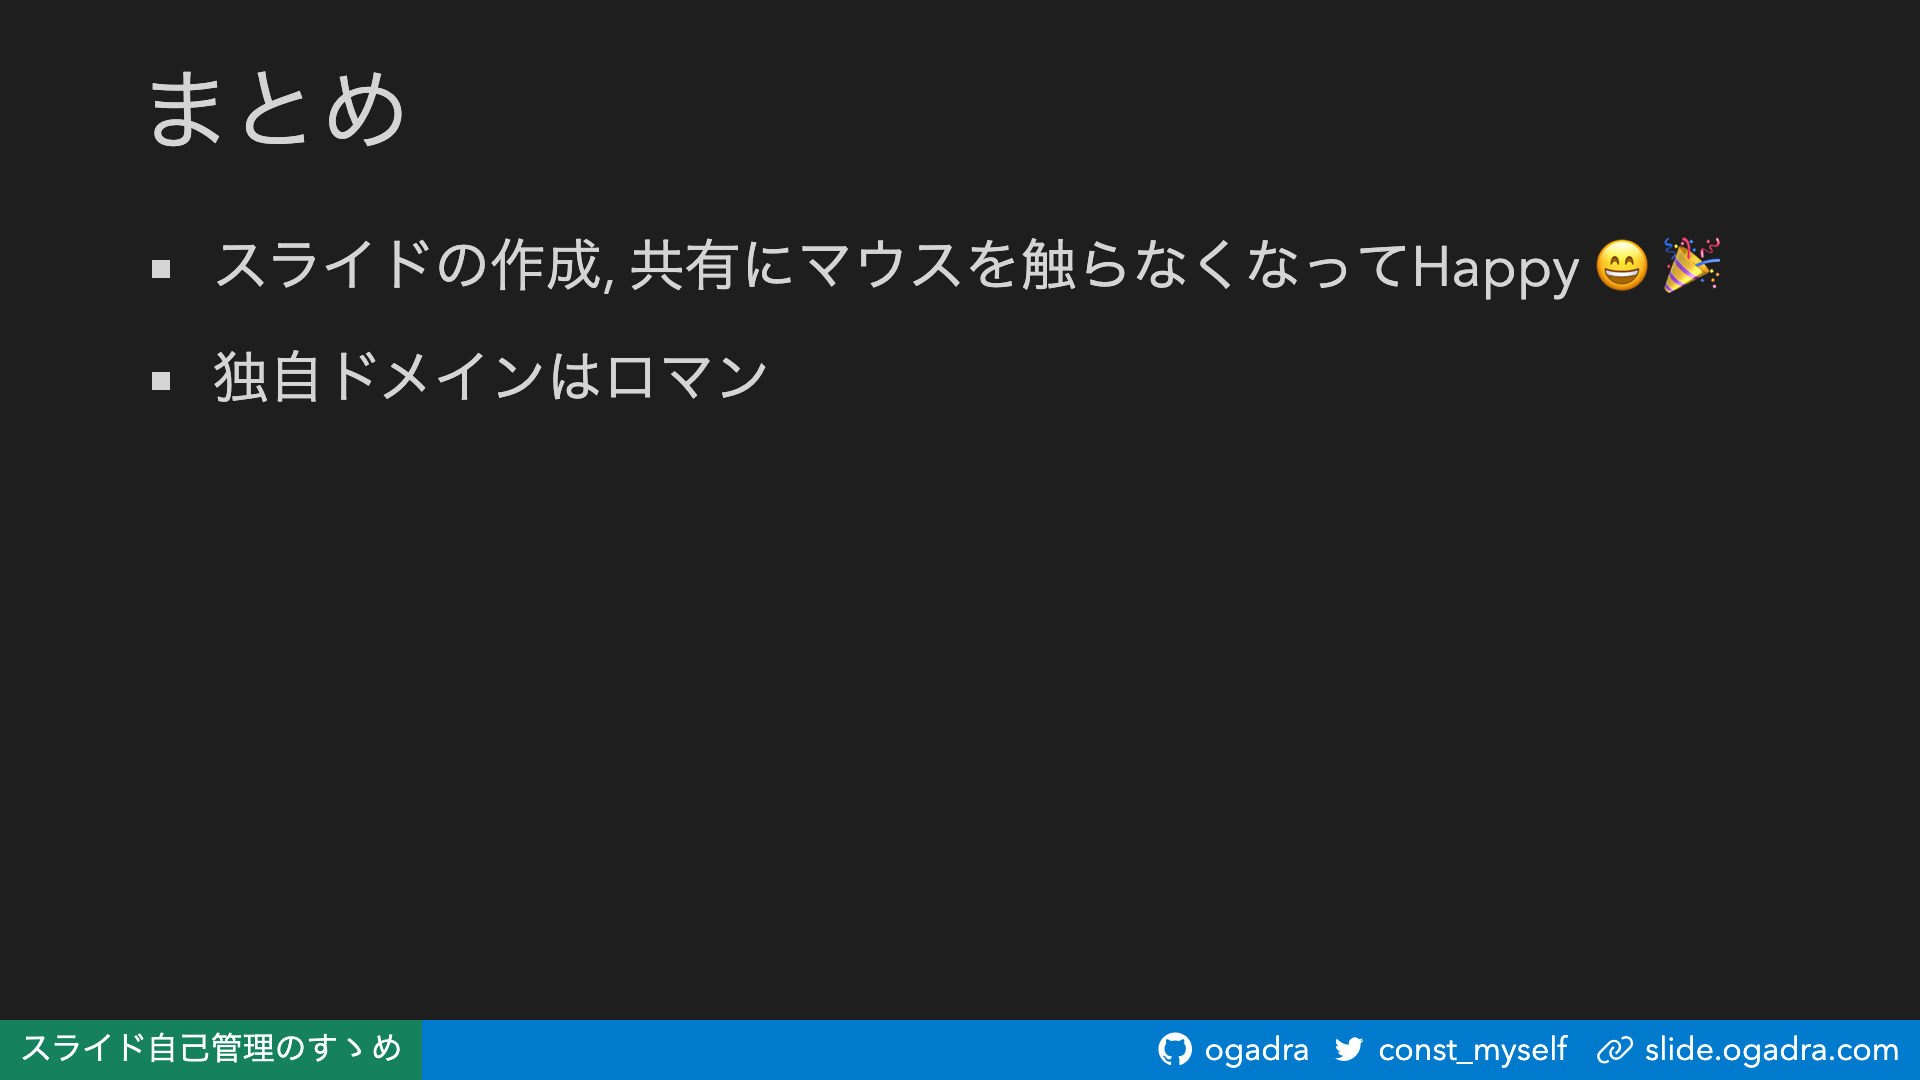 まとめ
スライドの作成, 共有にマウスを触らなくなってHappy 😄 🎉
独自ドメインはロマン
スライド自己管理のすゝめ
ogadra const_myself slide.ogadra.com